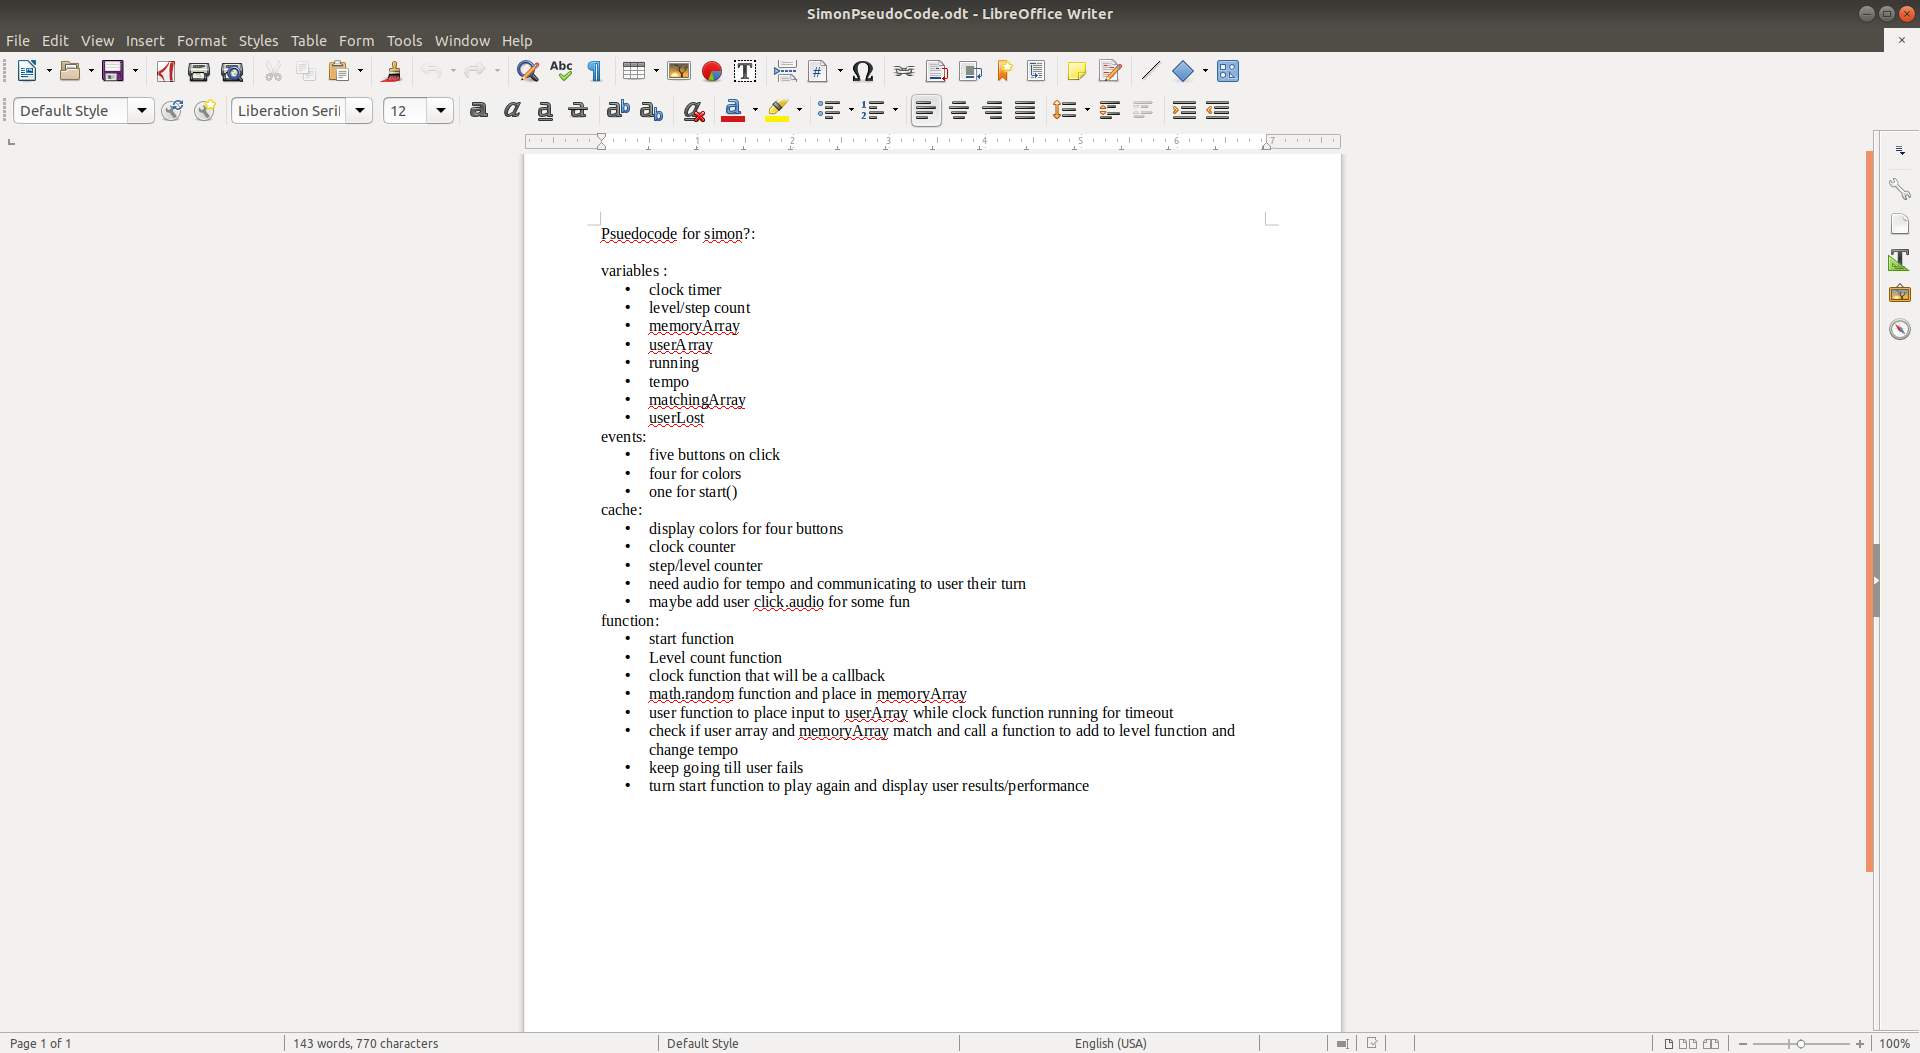 SimonPseudoCode.odt - LibreOffice Writer
File Edit View Insert Format Styles Table Form Tools Window Help
Default Style
Liberation Seri
12
1 2 3 4 5 6 7
Psuedocode for simon?:
variables :
• clock timer
• level/step count
• memoryArray
• userArray
• running
• tempo
• matchingArray
• userLost
events:
• five buttons on click
• four for colors
• one for start()
cache:
• display colors for four buttons
• clock counter
• step/level counter
• need audio for tempo and communicating to user their turn
• maybe add user click.audio for some fun
function:
• start function
• Level count function
• clock function that will be a callback
• math.random function and place in memoryArray
• user function to place input to userArray while clock function running for timeout
• check if user array and memoryArray match and call a function to add to level function and
change tempo
• keep going till user fails
• turn start function to play again and display user results/performance
Page 1 of 1
143 words, 770 characters
Default Style
English (USA)
100%